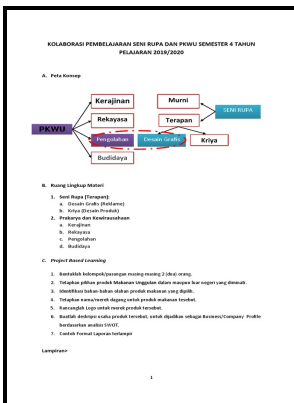 KOLABORASI PEMBELAJARAN SENI RUPA DAN PKWU SEMESTER 4 TAHUN
PELAJARAN 2019/2020
A. Peta Konsep
Kerajinan
Murni
SENI RUPA
Rekayasa
Terapan
PKWU
Pengolahan
Desain Grafis
Kriya
Budidaya
B. Ruang Lingkup Materi
1. Seni Rupa (Terapan):
a. Desain Grafis (Reklame)
b. Kriya (Desain Produk)
2. Prakarya dan Kewirausahaan
a. Kerajinan
b. Rekayasa
c. Pengolahan
d. Budidaya
C. Project Based Learning
1. Bentuklah kelompok/pasangan masing masing 2 (dua) orang.
2. Tetapkan pilihan produk Makanan Unggulan dalam maupun luar negeri yang diminati.
3. Identifikasi bahan-bahan olahan produk makanan yang dipilih.
4. Tetapkan nama/merek dagang untuk produk makanan tesebut.
5. Rancanglah Logo untuk merek produk tersebut.
6. Buatlah deskripsi usaha produk tersebut, untuk dijadikan sebagai Business/Company Profile
berdasarkan analisis SWOT.
7. Contoh Format Laporan terlampir
Lampiran>
1